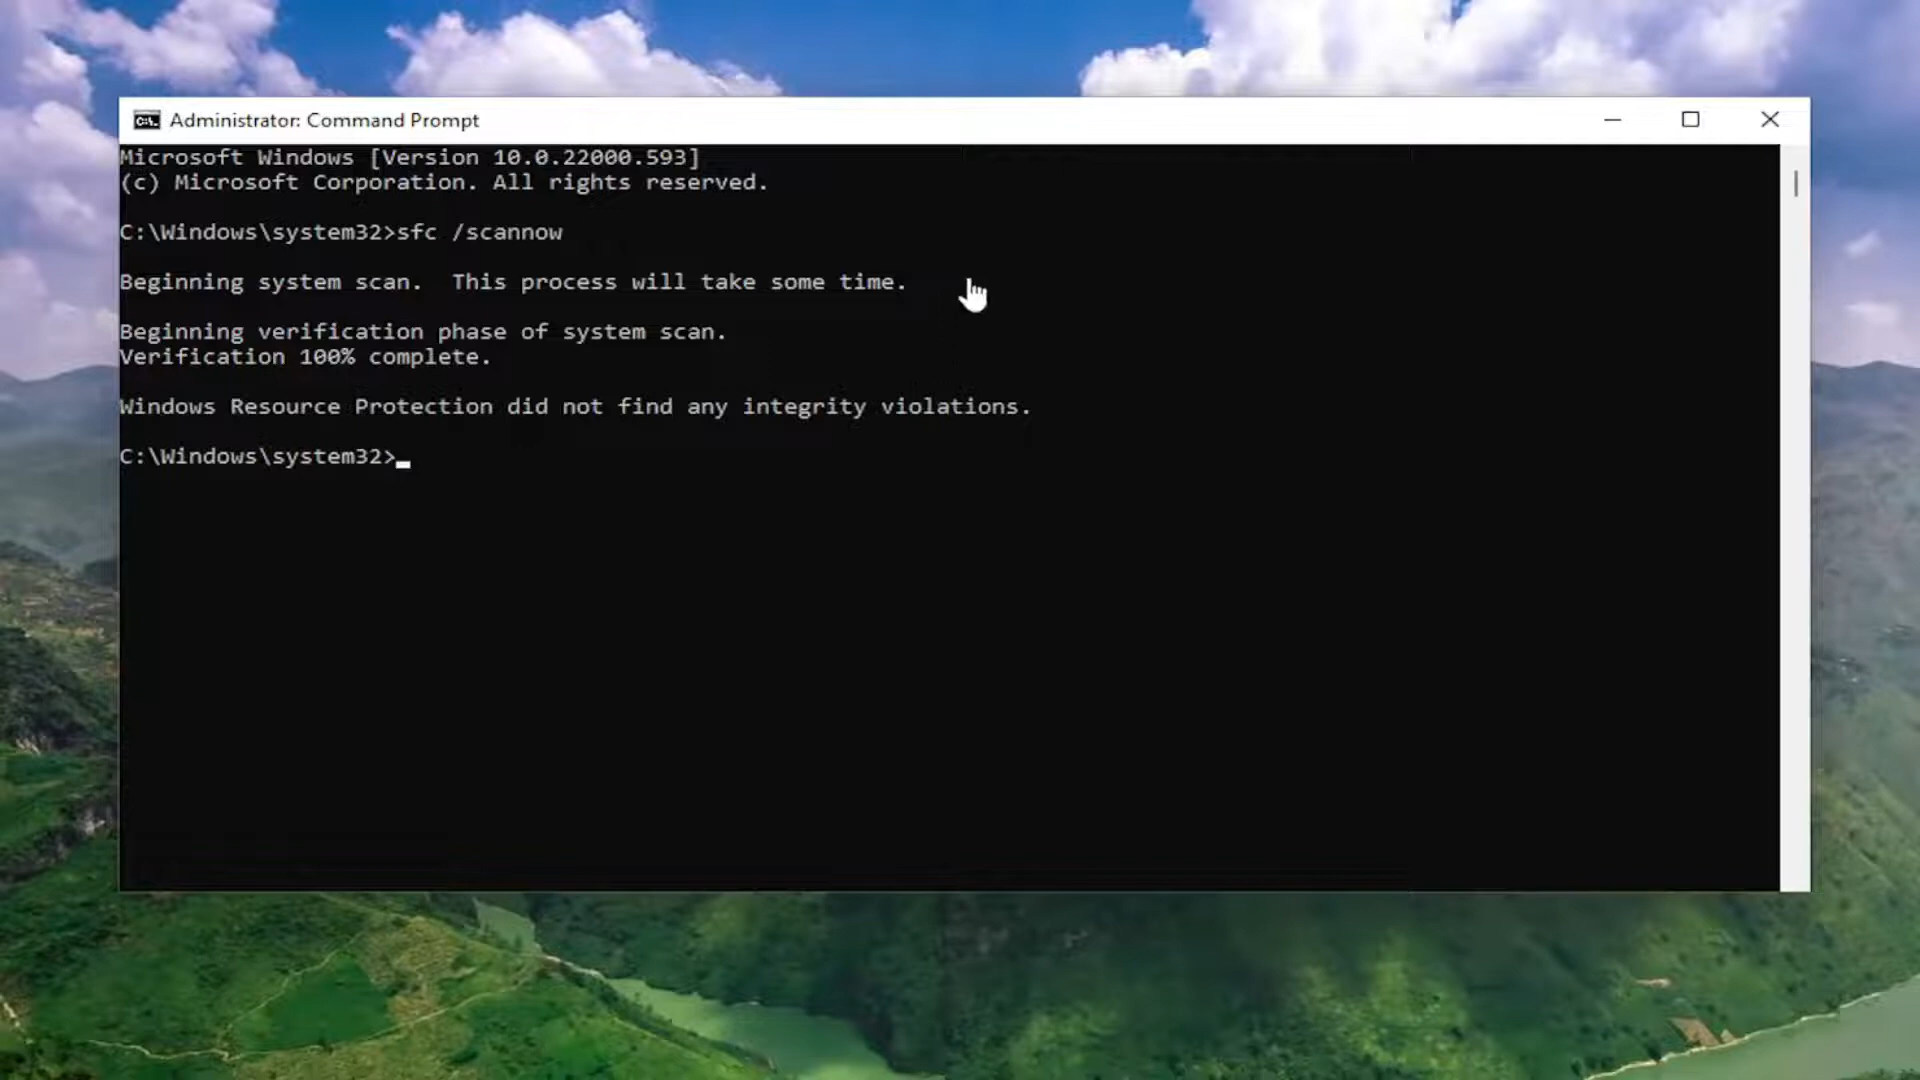 Administrator: Command Prompt
Microsoft Windows [Version 10.0.22000.593]
(c) Microsoft Corporation. All rights reserved.
C:\Windows\system32>sfc /scannow
Beginning system scan.  This process will take some time.
Beginning verification phase of system scan.
Verification 100% complete.
Windows Resource Protection did not find any integrity violations.
C:\Windows\system32>